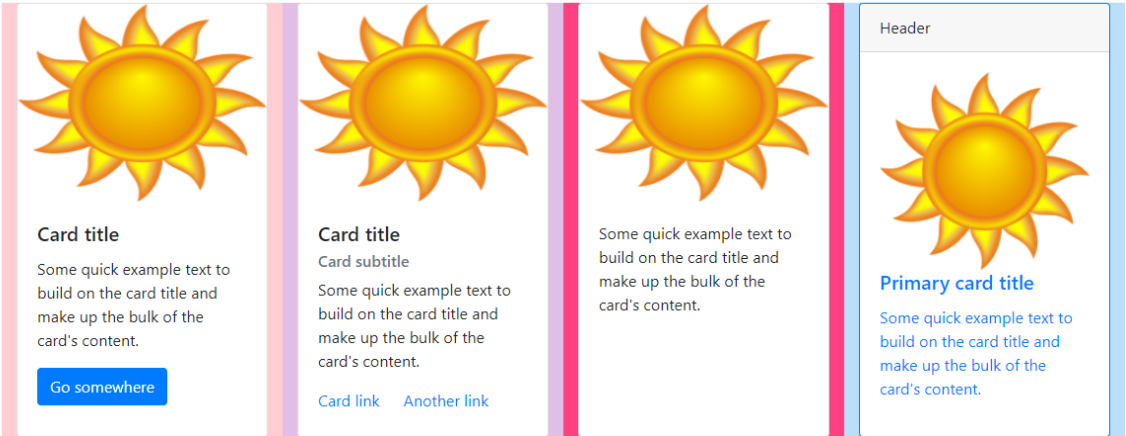 Card title
Some quick example text to
build on the card title and
make up the bulk of the
card's content.
Go somewhere
Card title
Card subtitle
Some quick example text to
build on the card title and
make up the bulk of the
card's content.
Card link Another link
Some quick example text to
build on the card title and
make up the bulk of the
card's content.
Header
Primary card title
Some quick example text to
build on the card title and
make up the bulk of the
card's content.